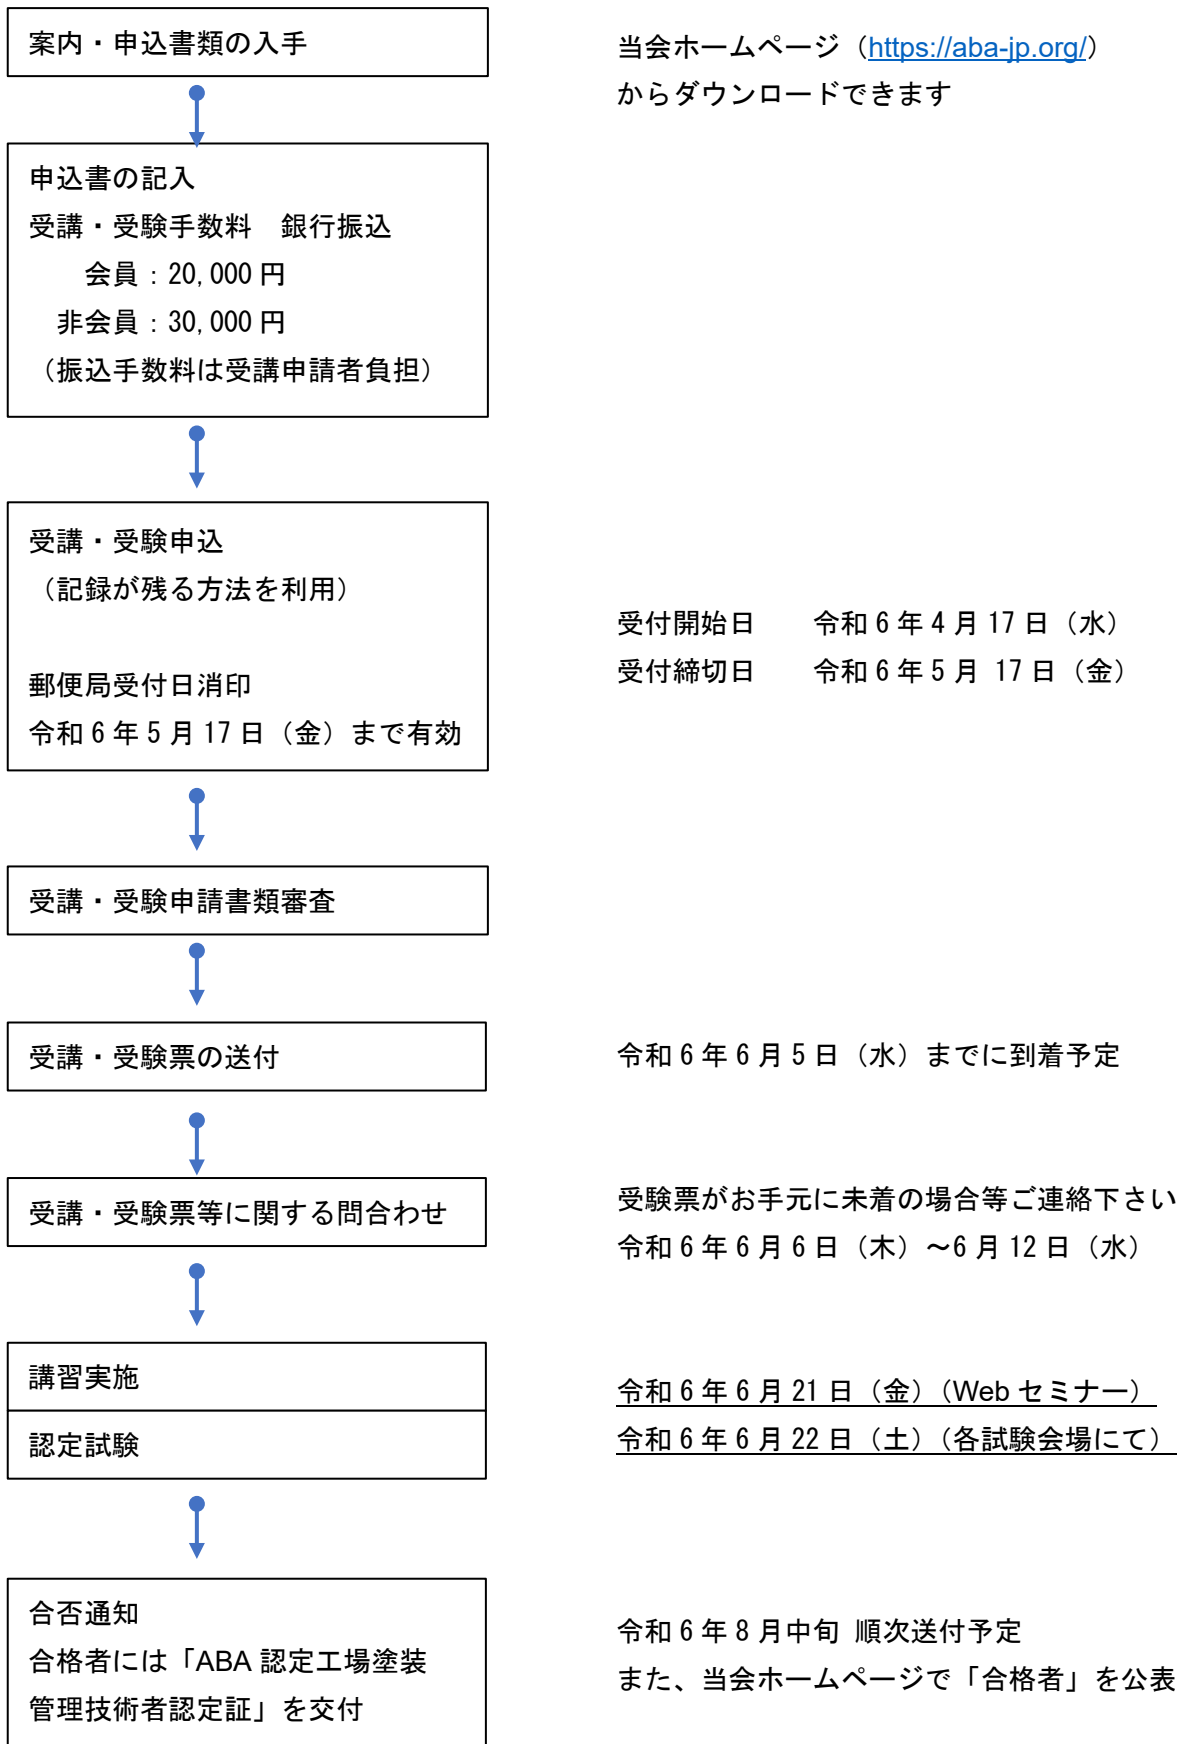 案内・申込書類の入手
当会ホームページ（https://aba-jp.org/）
からダウンロードできます
申込書の記入
受講・受験手数料　銀行振込
会員：20,000円
非会員：30,000円
（振込手数料は受講申請者負担）
受講・受験申込
（記録が残る方法を利用）
郵便局受付日消印
令和6年5月17日（金）まで有効
受付開始日　　令和6年4月17日（水）
受付締切日　　令和6年5月 17日（金）
受講・受験申請書類審査
受講・受験票の送付
令和6年6月5日（水）までに到着予定
受講・受験票等に関する問合わせ
受験票がお手元に未着の場合等ご連絡下さい
令和6年6月6日（木）～6月12日（水）
講習実施
令和6年6月21日（金）（Webセミナー）
認定試験
令和6年6月22日（土）（各試験会場にて）
合否通知
合格者には「ABA認定工場塗装
管理技術者認定証」を交付
令和6年8月中旬 順次送付予定
また、当会ホームページで「合格者」を公表